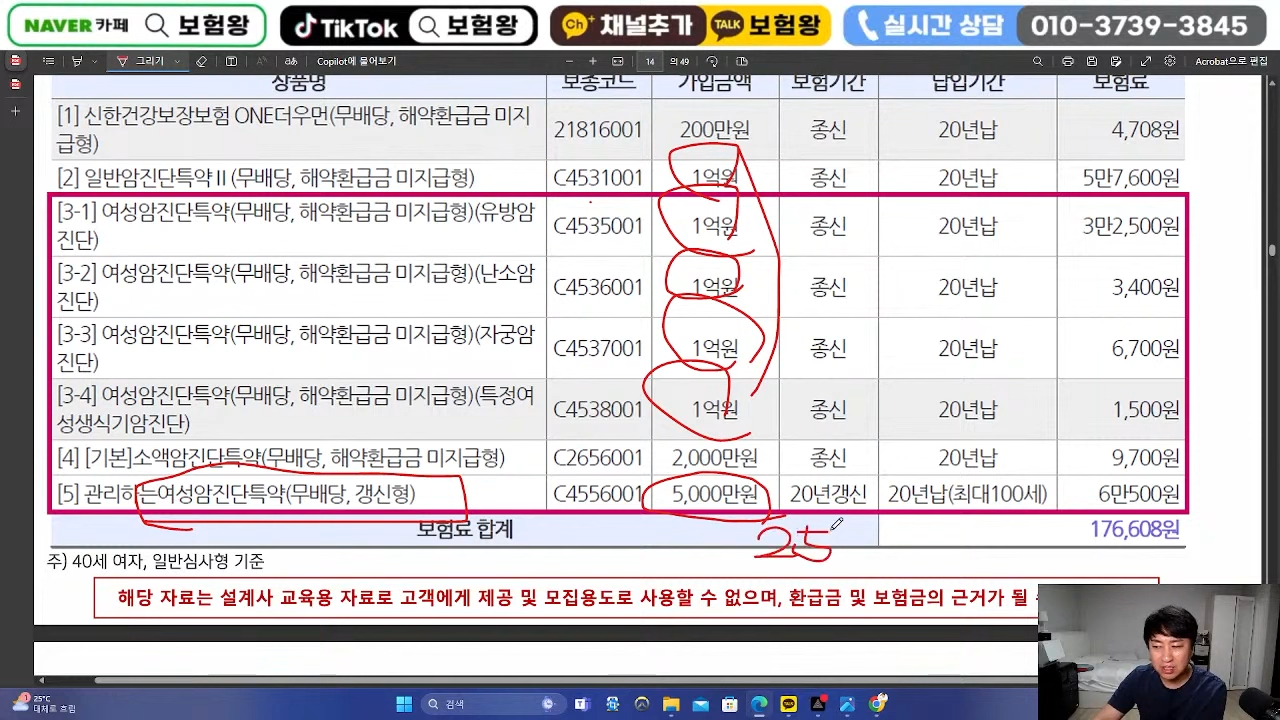 NAVER 카페 보험왕 TikTok 보험왕 Ch+ 채널추가 TALK 보험왕 실시간 상담 010-3739-3845
그리기 Copilot에 물어보기 14 의 49 Acrobat으로 편집
상품명 보종코드 가입금액 보험기간 납입기간 보험료
[1] 신한건강보장보험 ONE더우먼(무배당, 해약환급금 미지
급형) 21816001 200만원 종신 20년납 4,708원
[2] 일반암진단특약Ⅱ(무배당, 해약환급금 미지급형) C4531001 1억원 종신 20년납 5만7,600원
[3-1] 여성암진단특약(무배당, 해약환급금 미지급형)(유방암
진단) C4535001 1억원 종신 20년납 3만2,500원
[3-2] 여성암진단특약(무배당, 해약환급금 미지급형)(난소암
진단) C4536001 1억원 종신 20년납 3,400원
[3-3] 여성암진단특약(무배당, 해약환급금 미지급형)(자궁암
진단) C4537001 1억원 종신 20년납 6,700원
[3-4] 여성암진단특약(무배당, 해약환급금 미지급형)(특정여
성생식기암진단) C4538001 1억원 종신 20년납 1,500원
[4] [기본]소액암진단특약(무배당, 해약환급금 미지급형) C2656001 2,000만원 종신 20년납 9,700원
[5] 관리하는여성암진단특약(무배당, 갱신형) C4556001 5,000만원 20년갱신 20년납(최대100세) 6만500원
보험료 합계 176,608원
25
주) 40세 여자, 일반심사형 기준
해당 자료는 설계사 교육용 자료로 고객에게 제공 및 모집용도로 사용할 수 없으며, 환급금 및 보험금의 근거가 될
25°C
대체로 흐림
검색